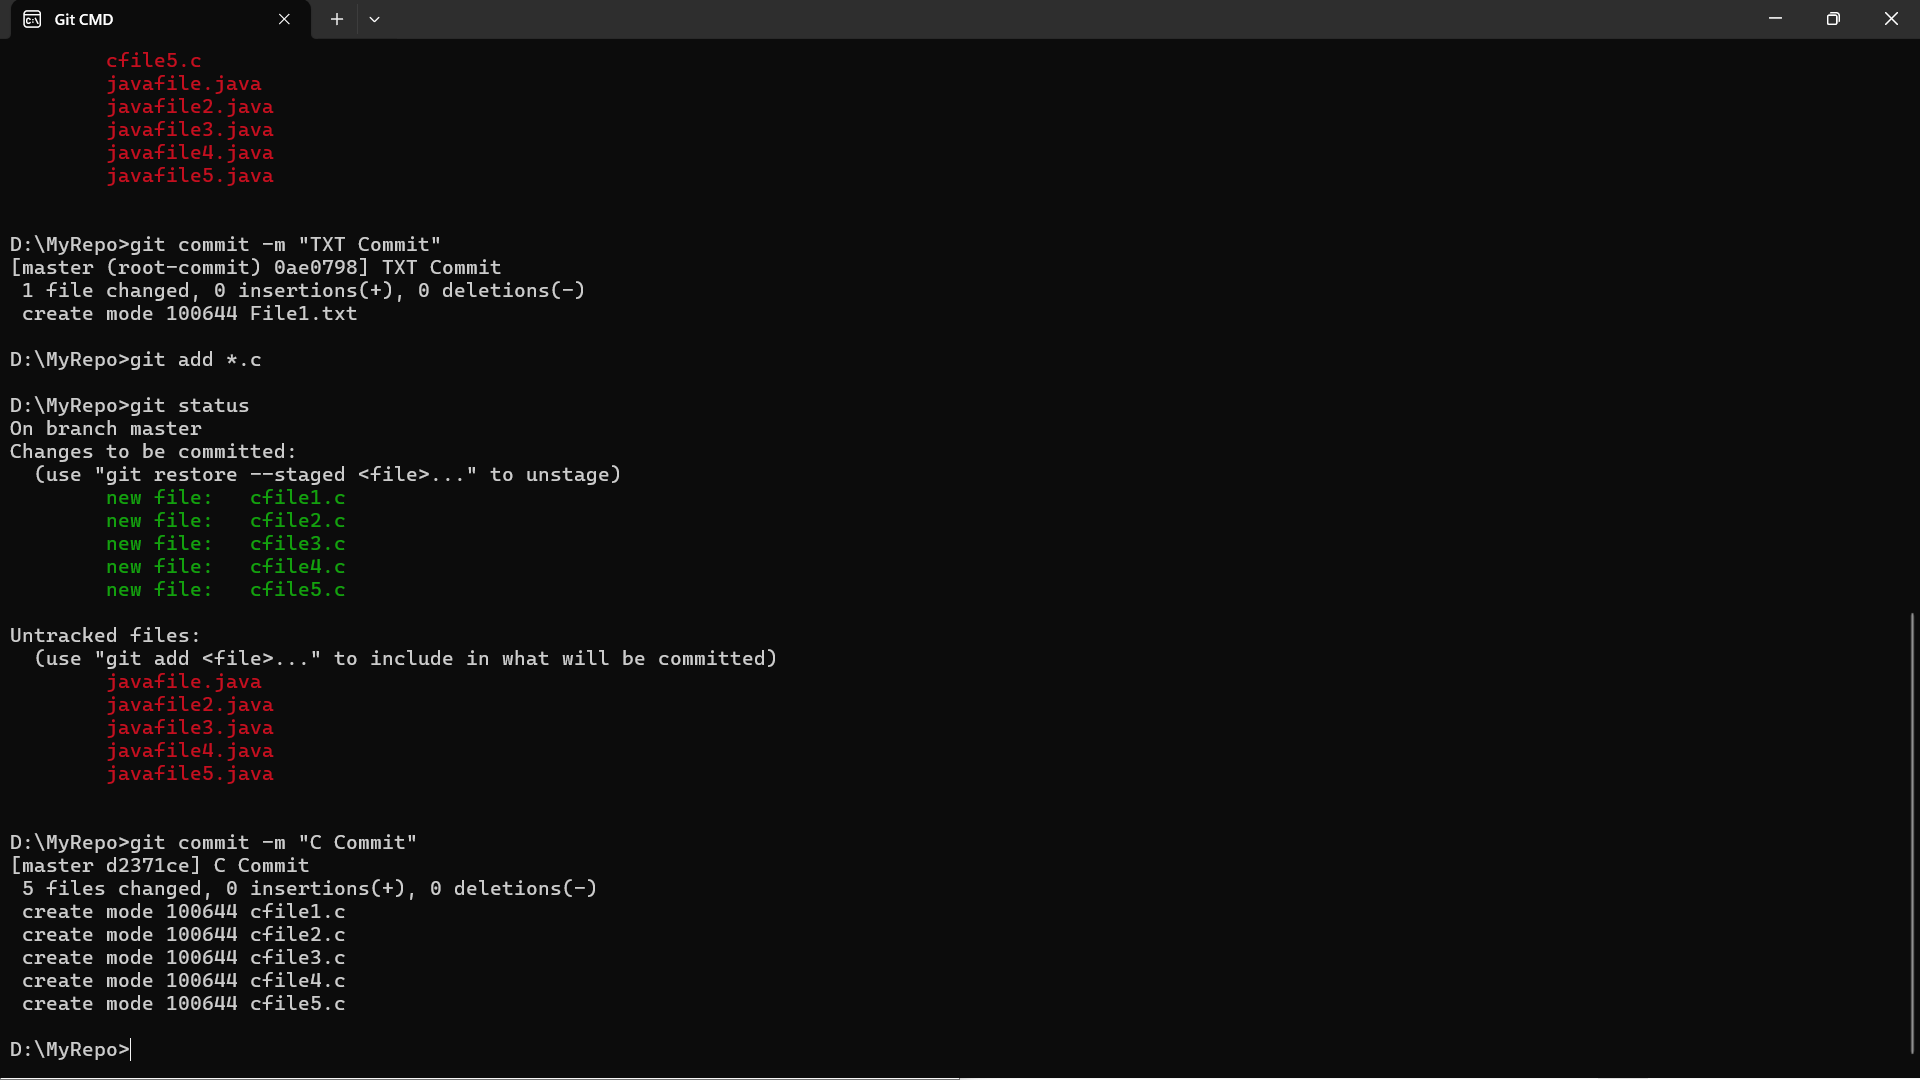 Git CMD
cfile5.c
javafile.java
javafile2.java
javafile3.java
javafile4.java
javafile5.java
D:\MyRepo>git commit -m "TXT Commit"
[master (root-commit) 0ae0798] TXT Commit
 1 file changed, 0 insertions(+), 0 deletions(-)
 create mode 100644 File1.txt
D:\MyRepo>git add *.c
D:\MyRepo>git status
On branch master
Changes to be committed:
  (use "git restore --staged <file>..." to unstage)
        new file:   cfile1.c
        new file:   cfile2.c
        new file:   cfile3.c
        new file:   cfile4.c
        new file:   cfile5.c
Untracked files:
  (use "git add <file>..." to include in what will be committed)
        javafile.java
        javafile2.java
        javafile3.java
        javafile4.java
        javafile5.java
D:\MyRepo>git commit -m "C Commit"
[master d2371ce] C Commit
 5 files changed, 0 insertions(+), 0 deletions(-)
 create mode 100644 cfile1.c
 create mode 100644 cfile2.c
 create mode 100644 cfile3.c
 create mode 100644 cfile4.c
 create mode 100644 cfile5.c
D:\MyRepo>